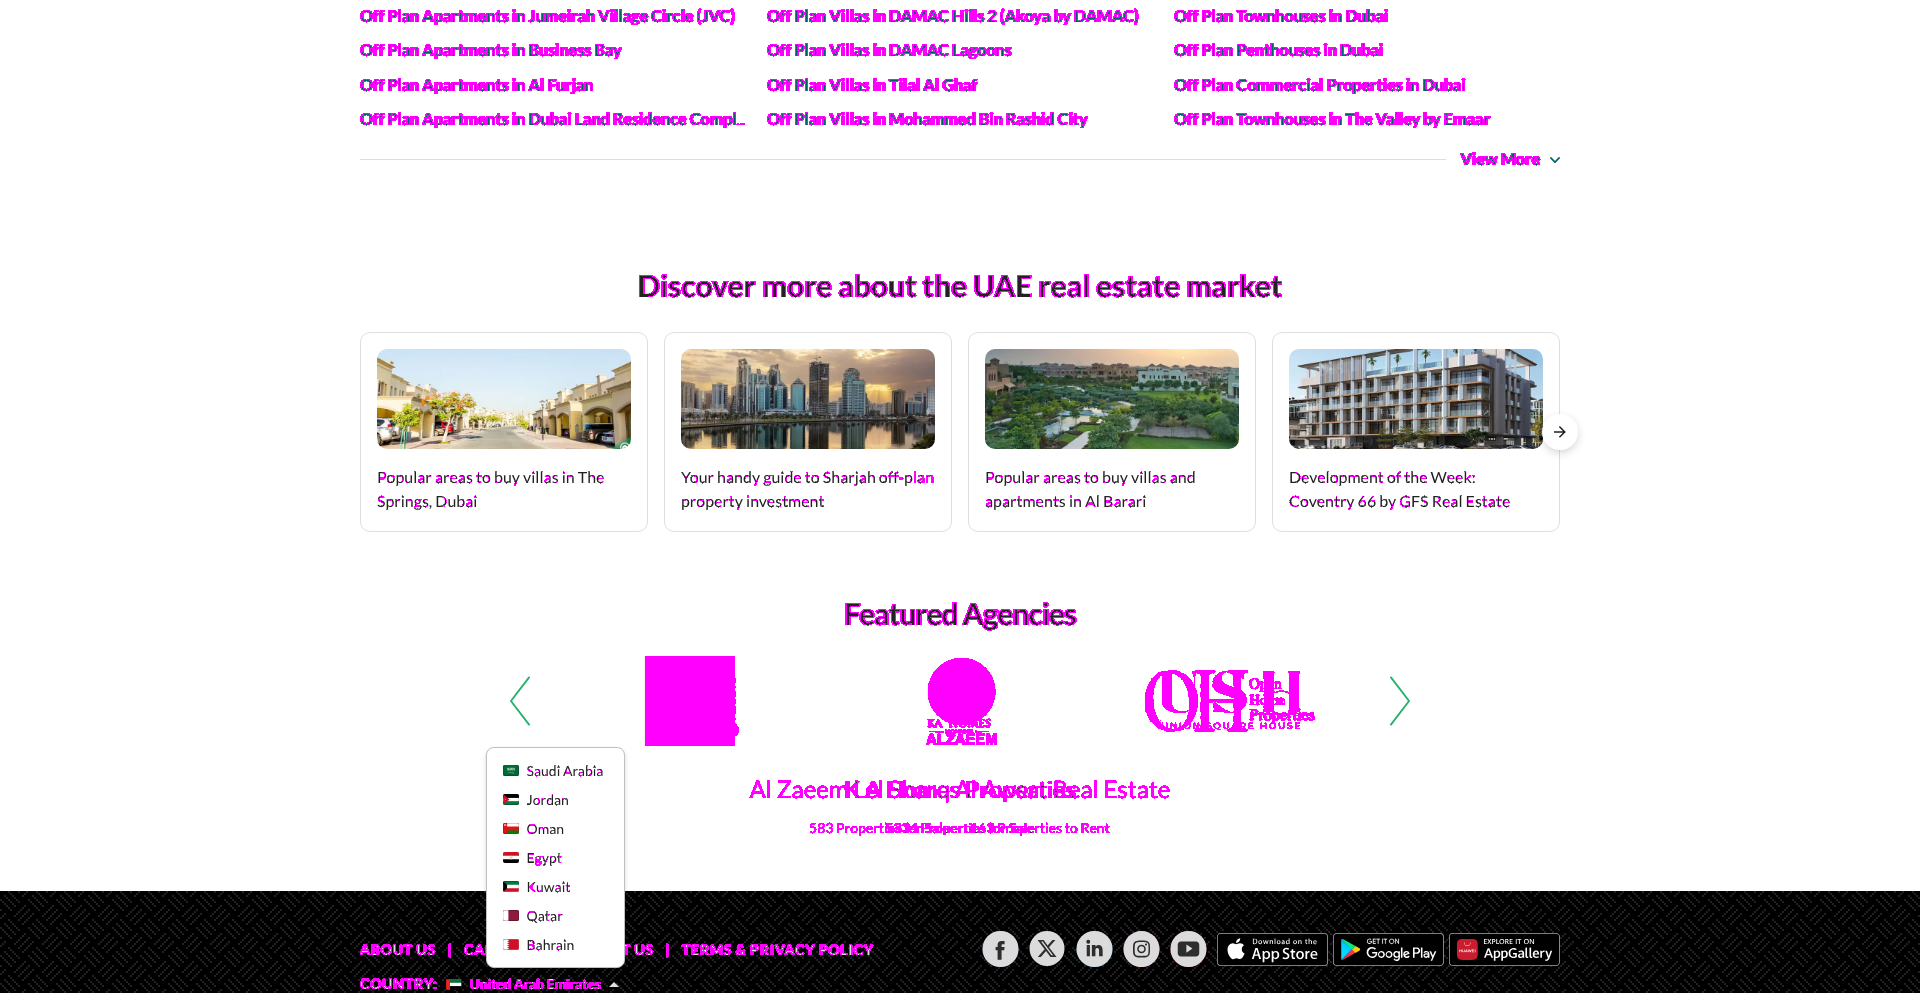 Off Plan Apartments in Jumeirah Village Circle (JVC)
Off Plan Villas in DAMAC Hills 2 (Akoya by DAMAC)
Off Plan Townhouses in Dubai
Off Plan Apartments in Business Bay
Off Plan Villas in DAMAC Lagoons
Off Plan Penthouses in Dubai
Off Plan Apartments in Al Furjan
Off Plan Villas in Tilal Al Ghaf
Off Plan Commercial Properties in Dubai
Off Plan Apartments in Dubai Land Residence Compl...
Off Plan Villas in Mohammed Bin Rashid City
Off Plan Townhouses in The Valley by Emaar
View More
Discover more about the UAE real estate market
Popular areas to buy villas in The
Springs, Dubai
Your handy guide to Sharjah off-plan
property investment
Popular areas to buy villas and
apartments in Al Barari
Development of the Week:
Coventry 66 by GFS Real Estate
Featured Agencies
ALZAEEM
Open
House
Properties
UNION SQUARE HOUSE
Al Zaeem
Real Estate
583 Properties
Properties to Rent
Saudi Arabia
Jordan
Oman
Egypt
Kuwait
Qatar
Bahrain
ABOUT US | CA
T US | TERMS & PRIVACY POLICY
Download on the
App Store
GET IT ON
Google Play
HUAWEI
EXPLORE IT ON
AppGallery
COUNTRY: United Arab Emirates